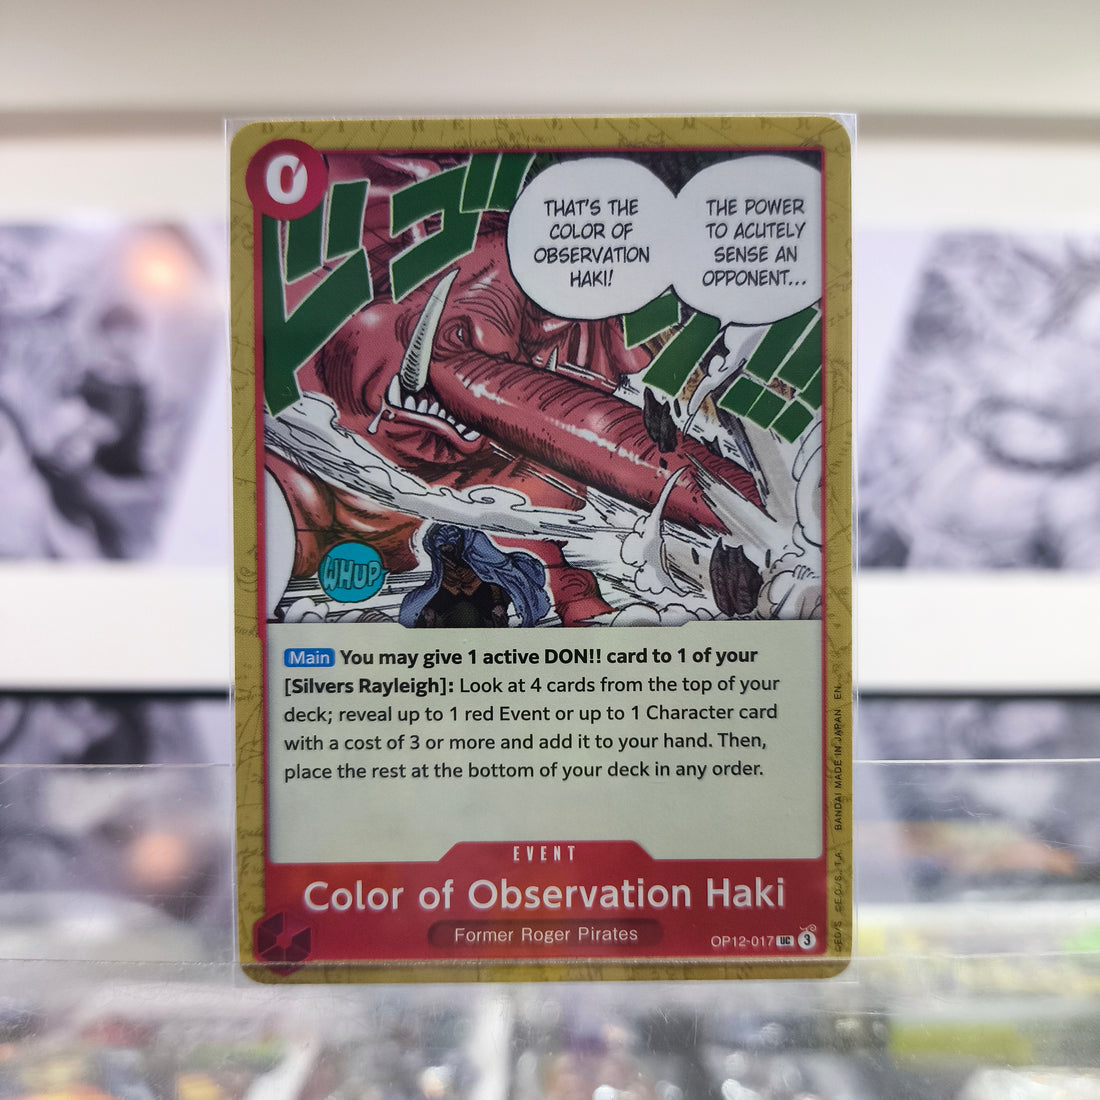 0
THAT'S THE
COLOR OF
OBSERVATION
HAKI!
THE POWER
TO ACUTELY
SENSE AN
OPPONENT...
WHUP
Main You may give 1 active DON!! card to 1 of your
[Silvers Rayleigh]: Look at 4 cards from the top of your
deck; reveal up to 1 red Event or up to 1 Character card
with a cost of 3 or more and add it to your hand. Then,
place the rest at the bottom of your deck in any order.
EVENT
Color of Observation Haki
Former Roger Pirates
OP12-017 UC 3
©E.O./S.,T.A. BANDAI MADE IN JAPAN EN